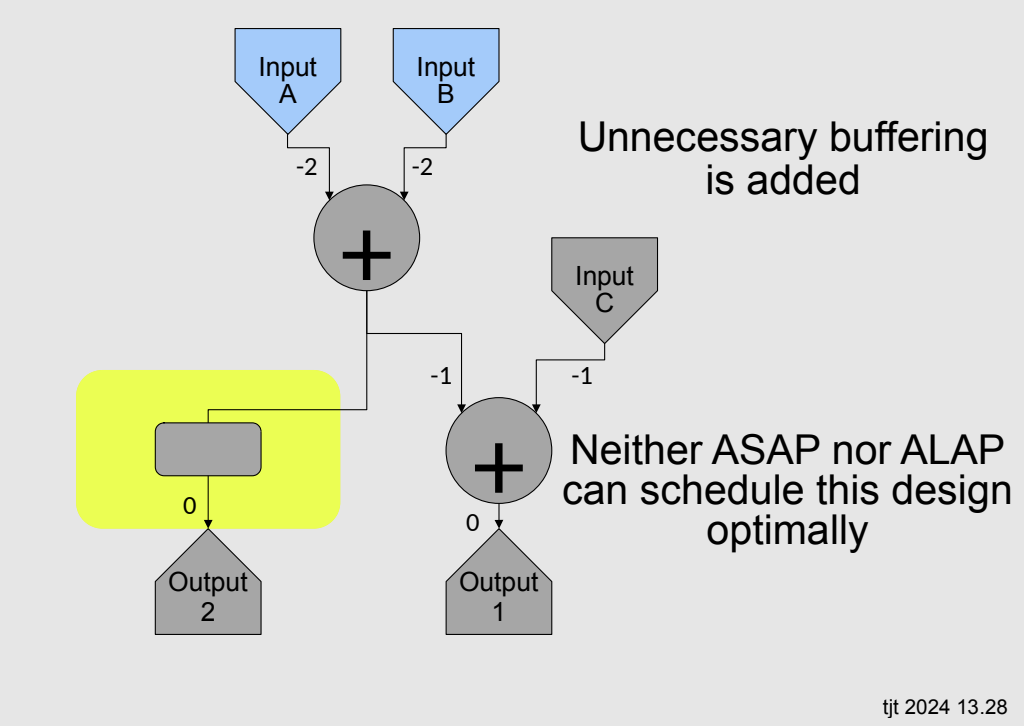 Input
A
Input
B
-2
-2
Unnecessary buffering
is added
+
Input
C
-1
-1
+
Neither ASAP nor ALAP
can schedule this design
optimally
0
0
Output
2
Output
1
tjt 2024 13.28